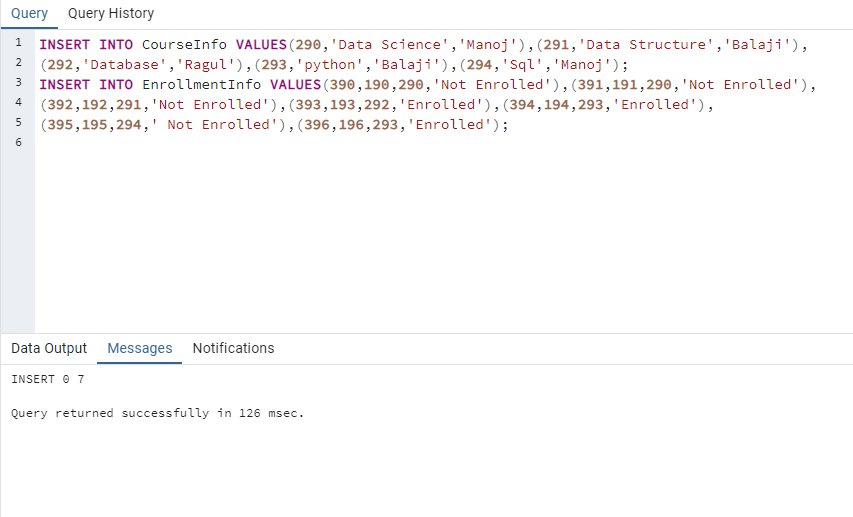 Query Query History
1 INSERT INTO CourseInfo VALUES(290,'Data Science','Manoj'),(291,'Data Structure','Balaji'),
2 (292,'Database','Ragul'),(293,'python','Balaji'),(294,'Sql','Manoj');
3 INSERT INTO EnrollmentInfo VALUES(390,190,290,'Not Enrolled'),(391,191,290,'Not Enrolled'),
4 (392,192,291,'Not Enrolled'),(393,193,292,'Enrolled'),(394,194,293,'Enrolled'),
5 (395,195,294,' Not Enrolled'),(396,196,293,'Enrolled');
6
Data Output Messages Notifications
INSERT 0 7
Query returned successfully in 126 msec.